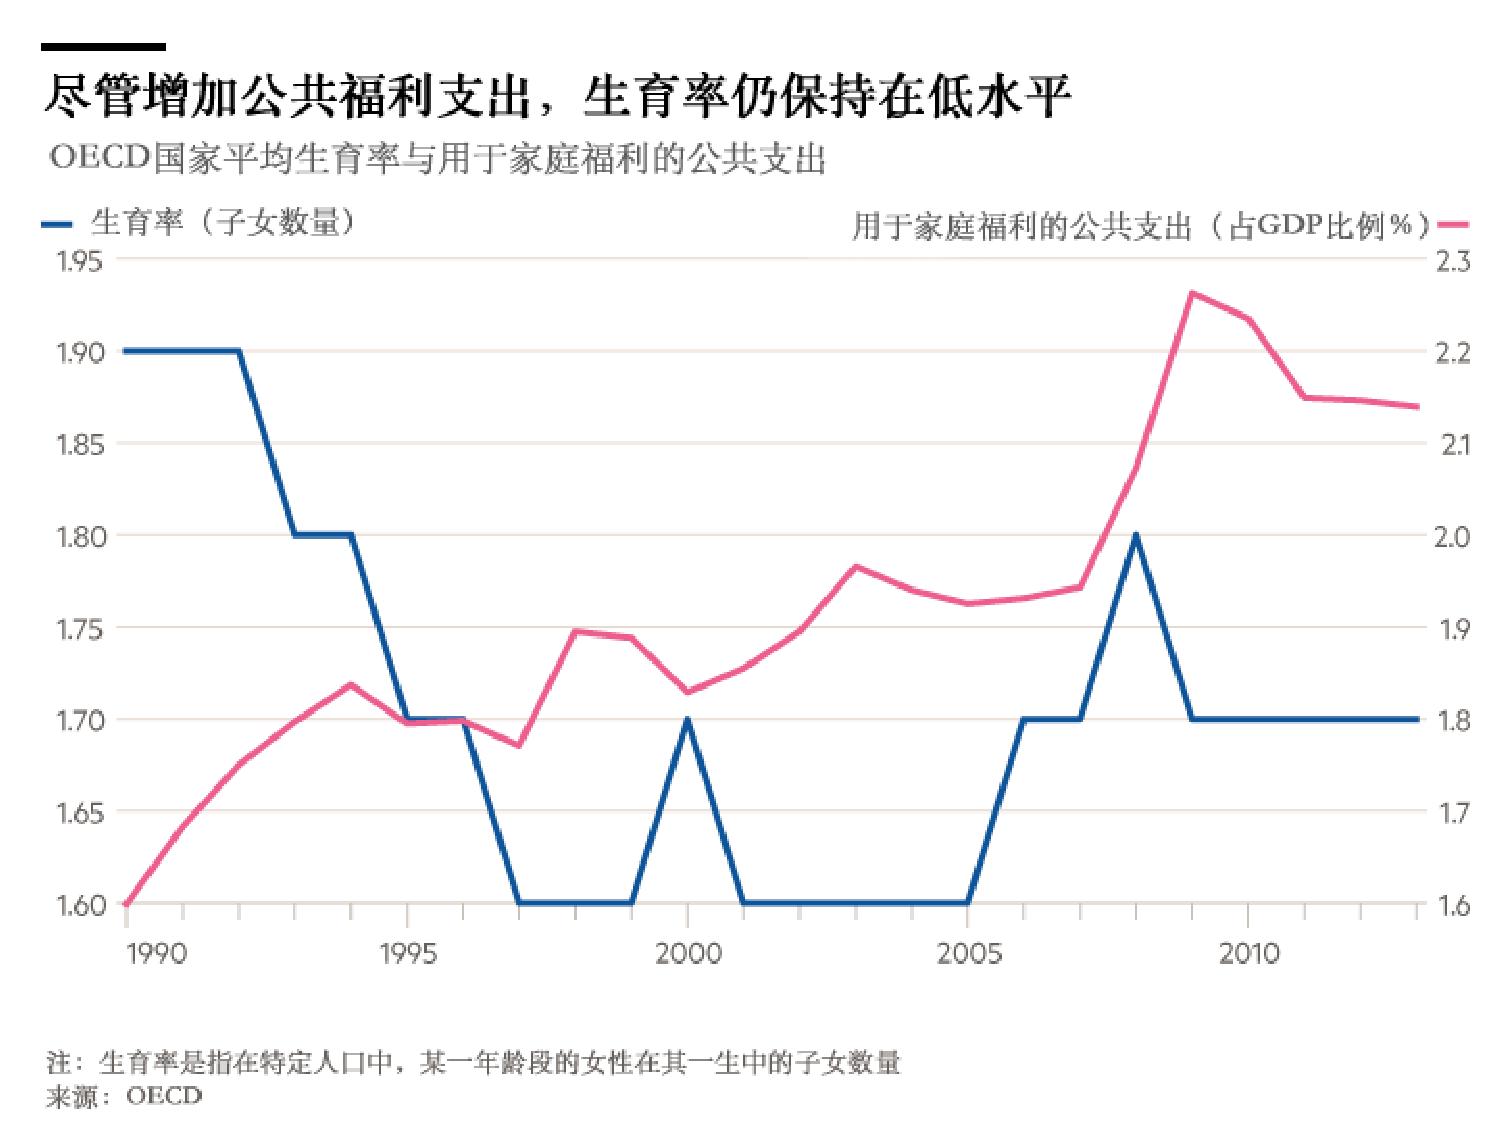 尽管增加公共福利支出，生育率仍保持在低水平
OECD国家平均生育率与用于家庭福利的公共支出
生育率（子女数量）
用于家庭福利的公共支出（占GDP比例%）
1.95 2.3
1.90 2.2
1.85 2.1
1.80 2.0
1.75 1.9
1.70 1.8
1.65 1.7
1.60 1.6
1990 1995 2000 2005 2010
注：生育率是指在特定人口中，某一年龄段的女性在其一生中的子女数量
来源：OECD